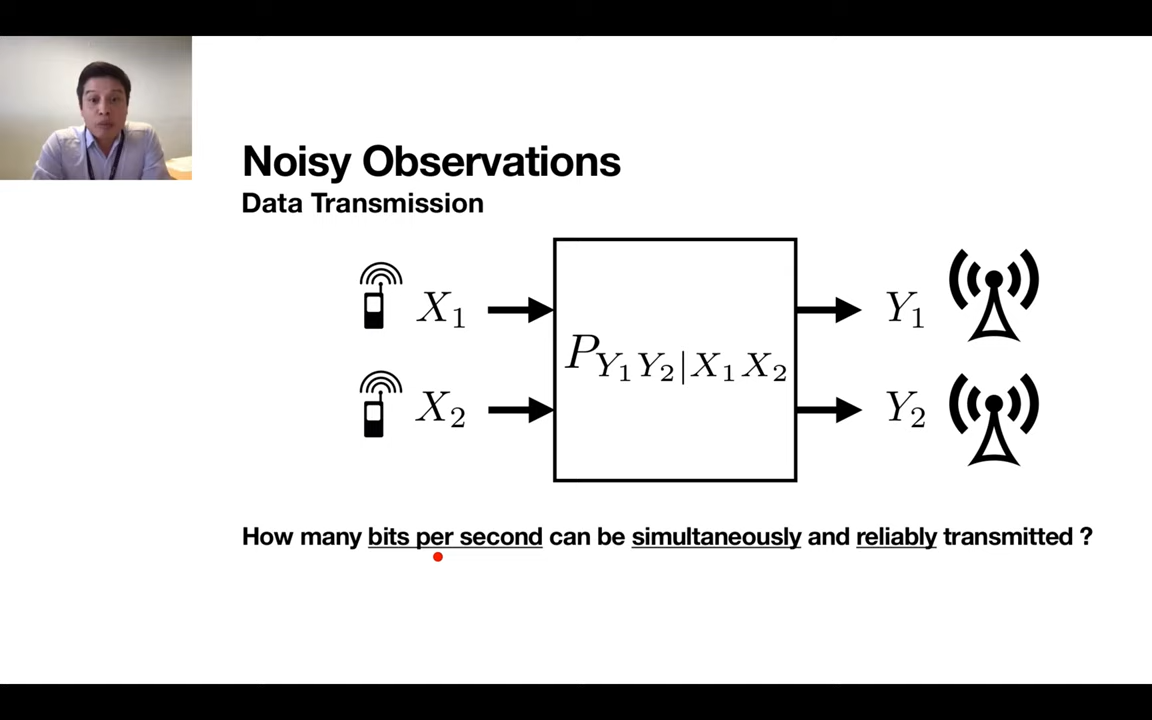 Noisy Observations
Data Transmission
X₁
Y₁
P_{Y₁Y₂|X₁X₂}
X₂
Y₂
How many bits per second can be simultaneously and reliably transmitted ?